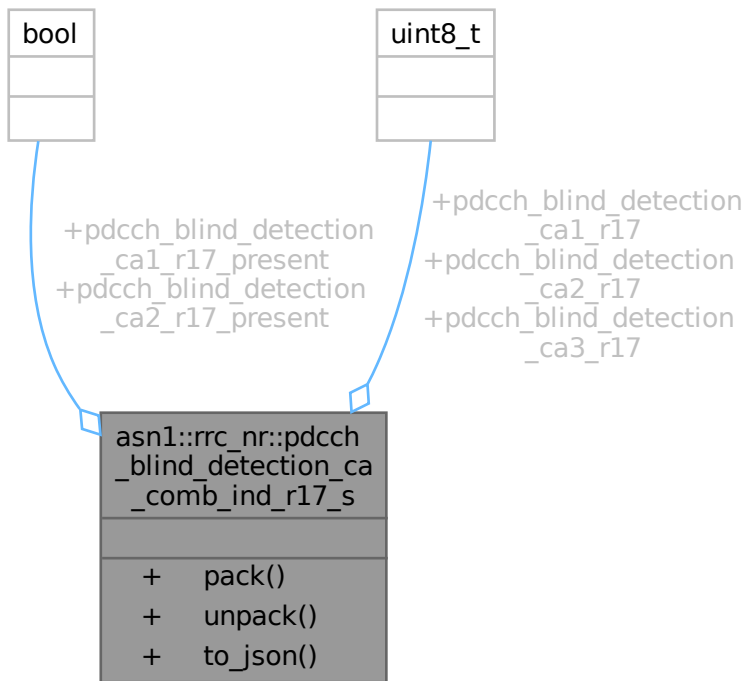 bool
uint8_t
+pdcch_blind_detection
_ca1_r17_present
+pdcch_blind_detection
_ca2_r17_present
+pdcch_blind_detection
_ca1_r17
+pdcch_blind_detection
_ca2_r17
+pdcch_blind_detection
_ca3_r17
asn1::rrc_nr::pdcch
_blind_detection_ca
_comb_ind_r17_s
+ pack()
+ unpack()
+ to_json()